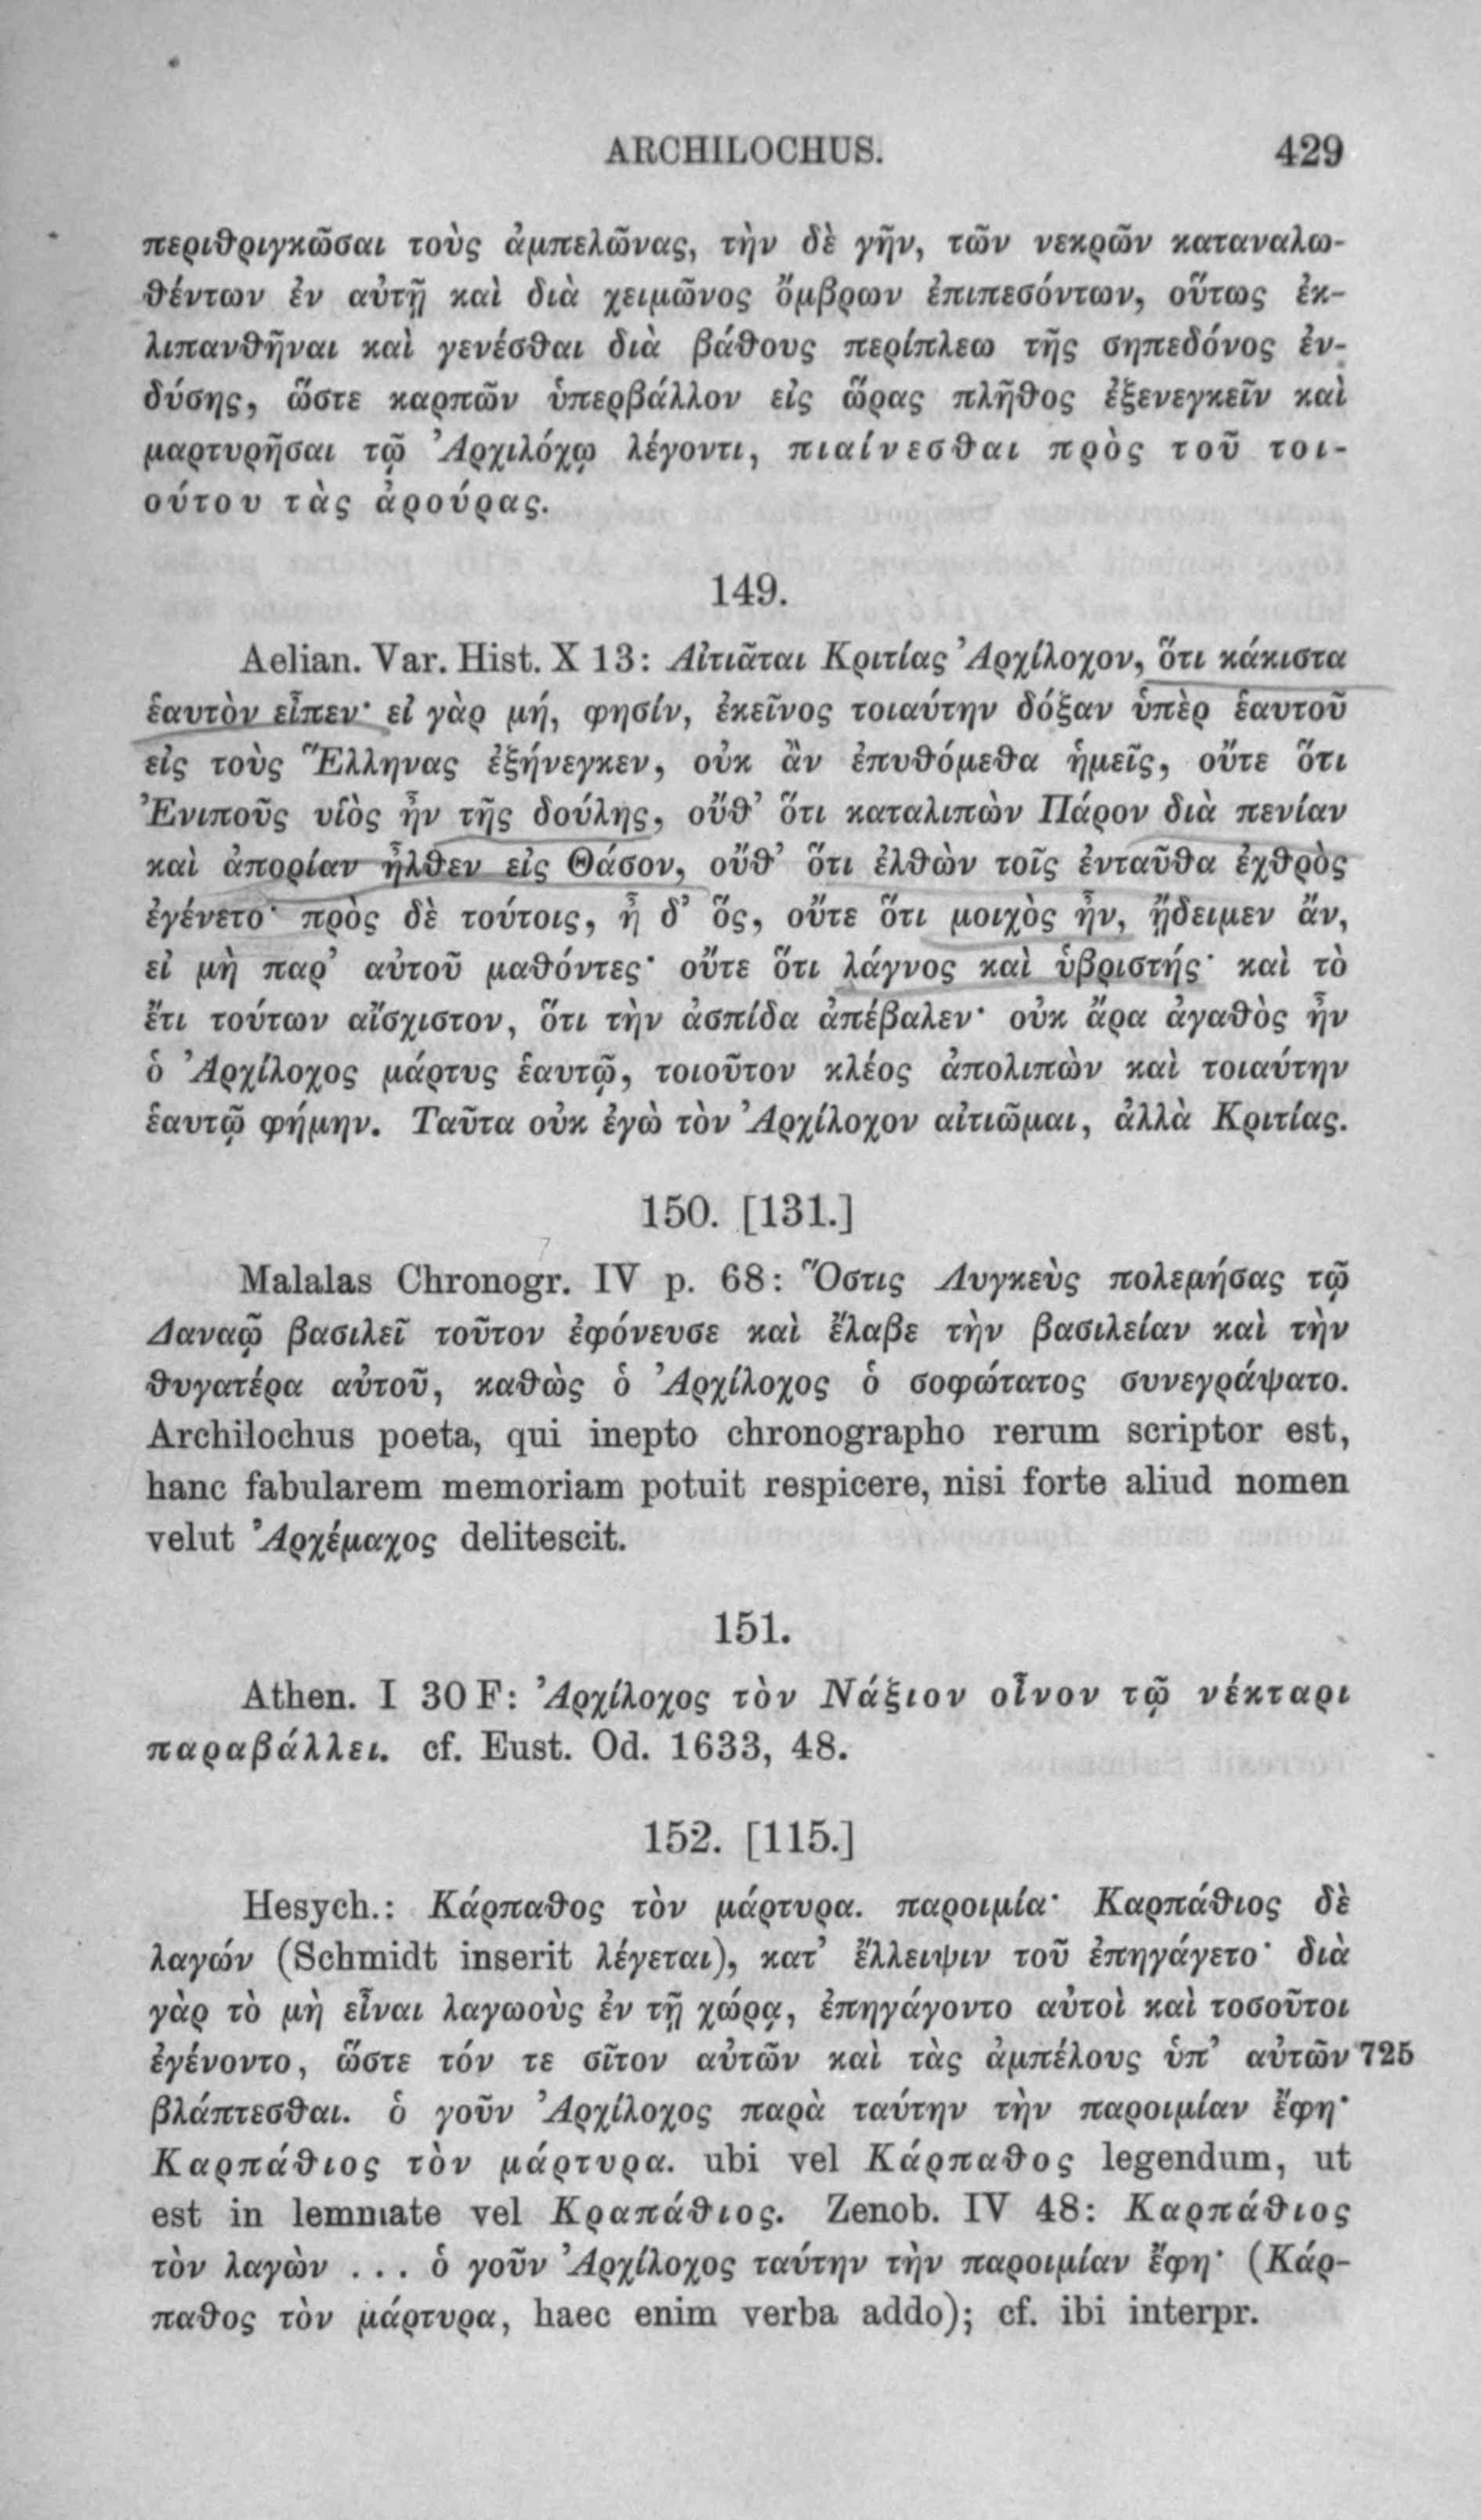 ARCHILOCHUS. 429
περιθριγκῶσαι τοὺς ἀμπελῶνας, τὴν δὲ γῆν, τῶν νεκρῶν καταναλω-
θέντων ἐν αὐτῇ καὶ διὰ χειμῶνος ὄμβρων ἐπιπεσόντων, οὕτως ἐκ-
λιπανθῆναι καὶ γενέσθαι διὰ βάθους περίπλεω τῆς σηπεδόνος ἐν-
δύσης, ὥστε καρπῶν ὑπερβάλλον εἰς ὥρας πλῆθος ἐξενεγκεῖν καὶ
μαρτυρῆσαι τῷ Ἀρχιλόχῳ λέγοντι, πιαίνεσθαι πρὸς τοῦ τοι-
ούτου τὰς ἀρούρας.
149.
Aelian. Var. Hist. X 13: Αἰτιᾶται Κριτίας Ἀρχίλοχον, ὅτι κάκιστα
ἑαυτὸν εἶπεν· εἰ γὰρ μή, φησίν, ἐκεῖνος τοιαύτην δόξαν ὑπὲρ ἑαυτοῦ
εἰς τοὺς Ἕλληνας ἐξήνεγκεν, οὐκ ἂν ἐπυθόμεθα ἡμεῖς, οὔτε ὅτι
Ἐνιποῦς υἱὸς ἦν τῆς δούλης, οὔθ’ ὅτι καταλιπὼν Πάρον διὰ πενίαν
καὶ ἀπορίαν ἦλθεν εἰς Θάσον, οὔθ’ ὅτι ἐλθὼν τοῖς ἐνταῦθα ἐχθρὸς
ἐγένετο· πρὸς δὲ τούτοις, ἦ δ’ ὅς, οὔτε ὅτι μοιχὸς ἦν, ᾔδειμεν ἄν,
εἰ μὴ παρ’ αὐτοῦ μαθόντες· οὔτε ὅτι λάγνος καὶ ὑβριστής· καὶ τὸ
ἔτι τούτων αἴσχιστον, ὅτι τὴν ἀσπίδα ἀπέβαλεν· οὐκ ἄρα ἀγαθὸς ἦν
ὁ Ἀρχίλοχος μάρτυς ἑαυτῷ, τοιοῦτον κλέος ἀπολιπὼν καὶ τοιαύτην
ἑαυτῷ φήμην. Ταῦτα οὐκ ἐγὼ τὸν Ἀρχίλοχον αἰτιῶμαι, ἀλλὰ Κριτίας.
150. [131.]
Malalas Chronogr. IV p. 68: Ὅστις Λυγκεὺς πολεμήσας τῷ
Δαναῷ βασιλεῖ τοῦτον ἐφόνευσε καὶ ἔλαβε τὴν βασιλείαν καὶ τὴν
θυγατέρα αὐτοῦ, καθὼς ὁ Ἀρχίλοχος ὁ σοφώτατος συνεγράψατο.
Archilochus poeta, qui inepto chronographo rerum scriptor est,
hanc fabularem memoriam potuit respicere, nisi forte aliud nomen
velut Ἀρχέμαχος delitescit.
151.
Athen. I 30 F: Ἀρχίλοχος τὸν Νάξιον οἶνον τῷ νέκταρι
παραβάλλει. cf. Eust. Od. 1633, 48.
152. [115.]
Hesych.: Κάρπαθος τὸν μάρτυρα. παροιμία· Καρπάθιος δὲ
λαγών (Schmidt inserit λέγεται), κατ’ ἔλλειψιν τοῦ ἐπηγάγετο· διὰ
γὰρ τὸ μὴ εἶναι λαγωοὺς ἐν τῇ χώρᾳ, ἐπηγάγοντο αὐτοὶ καὶ τοσοῦτοι
ἐγένοντο, ὥστε τόν τε σῖτον αὐτῶν καὶ τὰς ἀμπέλους ὑπ’ αὐτῶν 725
βλάπτεσθαι. ὁ γοῦν Ἀρχίλοχος παρὰ ταύτην τὴν παροιμίαν ἔφη·
Καρπάθιος τὸν μάρτυρα. ubi vel Κάρπαθος legendum, ut
est in lemmate vel Κραπάθιος. Zenob. IV 48: Καρπάθιος
τὸν λαγὼν . . . ὁ γοῦν Ἀρχίλοχος ταύτην τὴν παροιμίαν ἔφη· (Κάρ-
παθος τὸν μάρτυρα, haec enim verba addo); cf. ibi interpr.